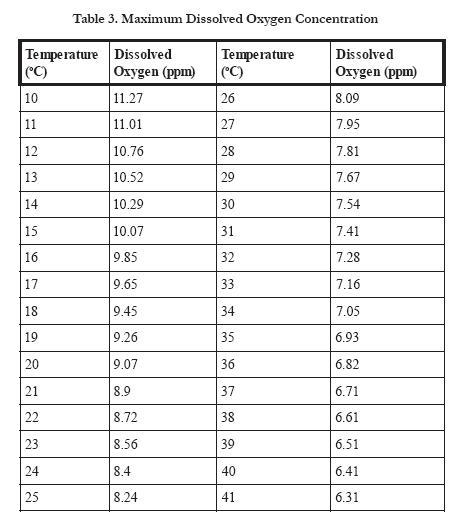 Table 3. Maximum Dissolved Oxygen Concentration
Temperature Dissolved Temperature Dissolved
(ºC) Oxygen (ppm) (ºC) Oxygen (ppm)
10 11.27 26 8.09
11 11.01 27 7.95
12 10.76 28 7.81
13 10.52 29 7.67
14 10.29 30 7.54
15 10.07 31 7.41
16 9.85 32 7.28
17 9.65 33 7.16
18 9.45 34 7.05
19 9.26 35 6.93
20 9.07 36 6.82
21 8.9 37 6.71
22 8.72 38 6.61
23 8.56 39 6.51
24 8.4 40 6.41
25 8.24 41 6.31